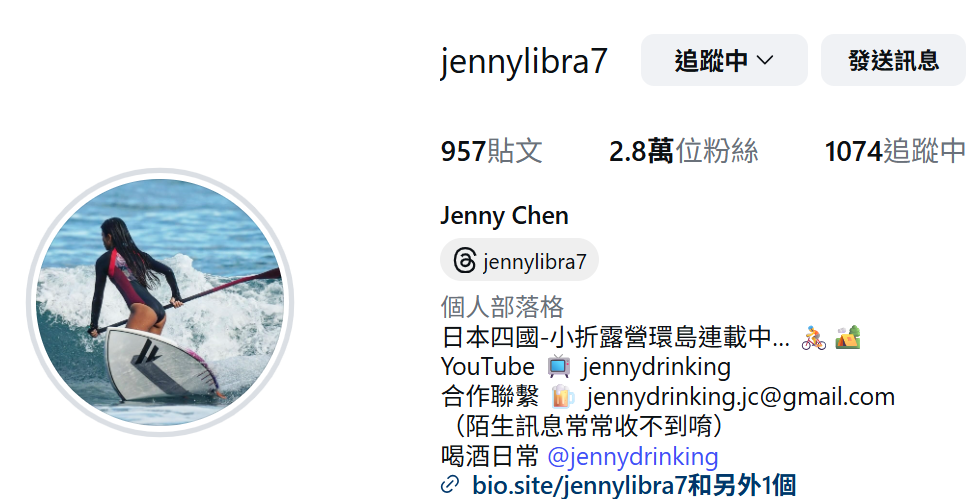 jennylibra7 追蹤中 發送訊息
957貼文 2.8萬位粉絲 1074追蹤中
Jenny Chen
jennylibra7
個人部落格
日本四國-小折露營環島連載中... 🚴🏕️
YouTube 📺 jennydrinking
合作聯繫 🍺 jennydrinking.jc@gmail.com
（陌生訊息常常收不到唷）
喝酒日常 @jennydrinking
bio.site/jennylibra7和另外1個